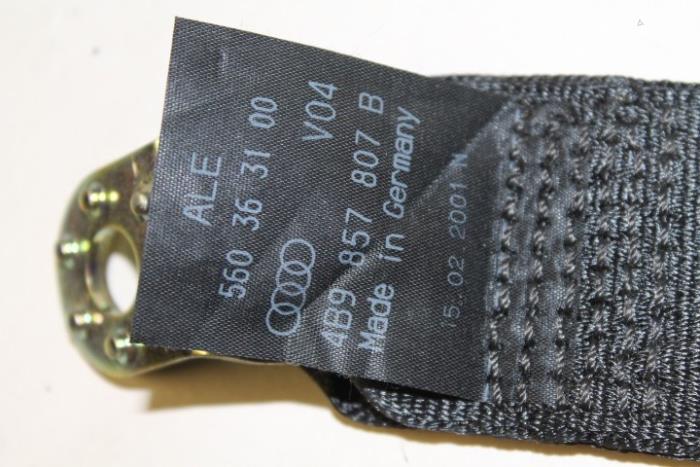 ALE
560 36 31 00
V04
4B9 857 807 B
Made in Germany
15.02 2001 N